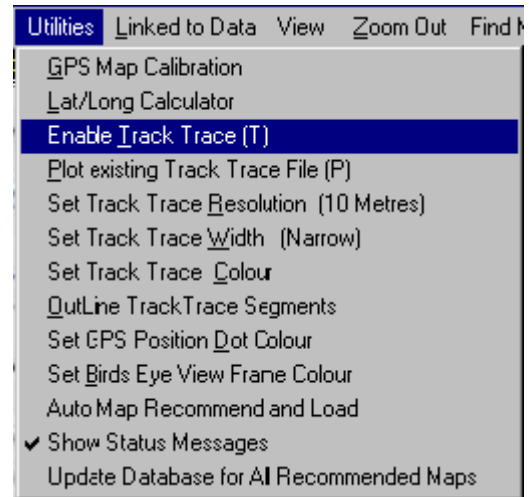 Utilities Linked to Data View Zoom Out Find
GPS Map Calibration
Lat/Long Calculator
Enable Track Trace (T)
Plot existing Track Trace File (P)
Set Track Trace Resolution (10 Metres)
Set Track Trace Width (Narrow)
Set Track Trace Colour
OutLine TrackTrace Segments
Set GPS Position Dot Colour
Set Birds Eye View Frame Colour
Auto Map Recommend and Load
✔ Show Status Messages
Update Database for All Recommended Maps